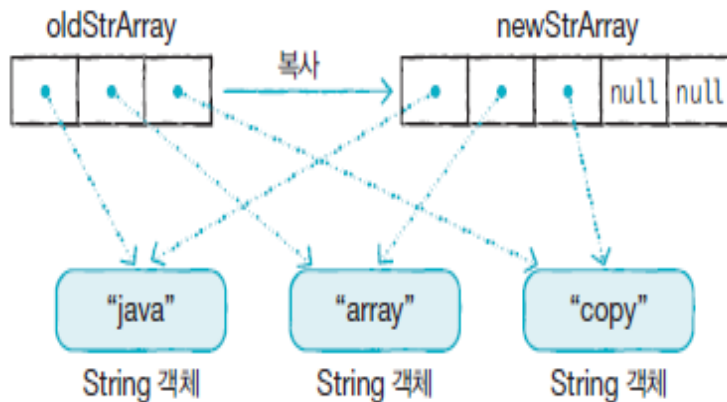 oldStrArray
newStrArray
복사
null null
“java”
“array”
“copy”
String 객체
String 객체
String 객체